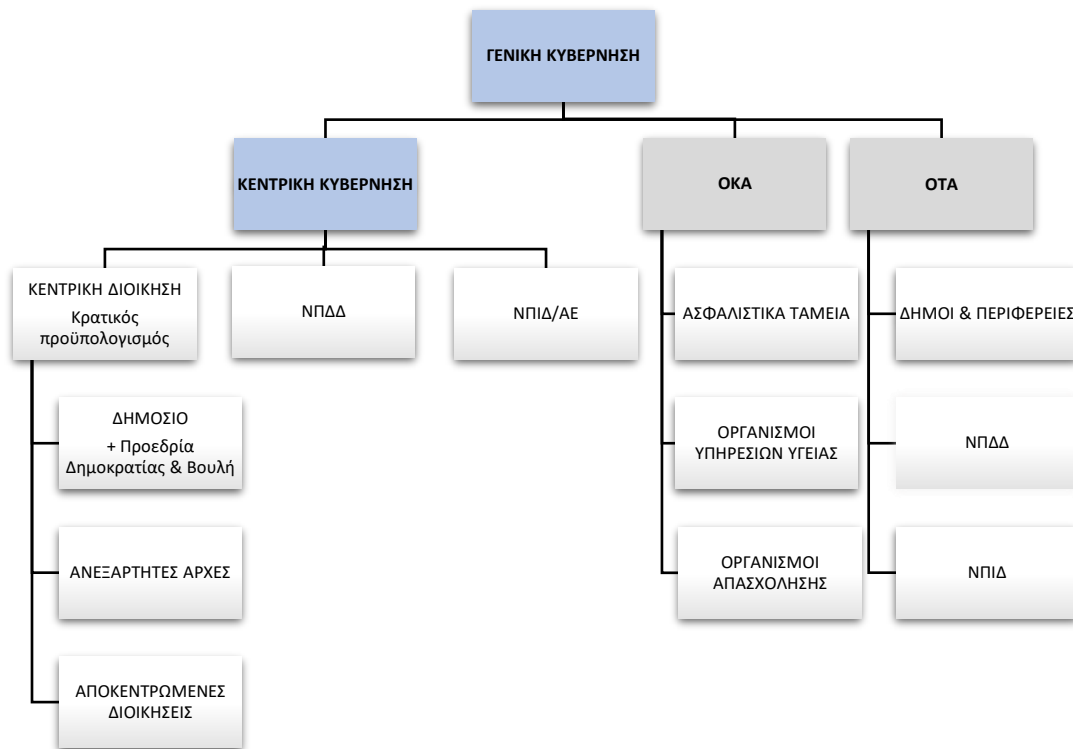 ΓΕΝΙΚΗ ΚΥΒΕΡΝΗΣΗ
ΚΕΝΤΡΙΚΗ ΚΥΒΕΡΝΗΣΗ
ΟΚΑ
ΟΤΑ
ΚΕΝΤΡΙΚΗ ΔΙΟΙΚΗΣΗ
Κρατικός
προϋπολογισμός
ΝΠΔΔ
ΝΠΙΔ/ΑΕ
ΑΣΦΑΛΙΣΤΙΚΑ ΤΑΜΕΙΑ
ΔΗΜΟΙ & ΠΕΡΙΦΕΡΕΙΕΣ
ΔΗΜΟΣΙΟ
+ Προεδρία
Δημοκρατίας & Βουλή
ΟΡΓΑΝΙΣΜΟΙ
ΥΠΗΡΕΣΙΩΝ ΥΓΕΙΑΣ
ΝΠΔΔ
ΑΝΕΞΑΡΤΗΤΕΣ ΑΡΧΕΣ
ΟΡΓΑΝΙΣΜΟΙ
ΑΠΑΣΧΟΛΗΣΗΣ
ΝΠΙΔ
ΑΠΟΚΕΝΤΡΩΜΕΝΕΣ
ΔΙΟΙΚΗΣΕΙΣ